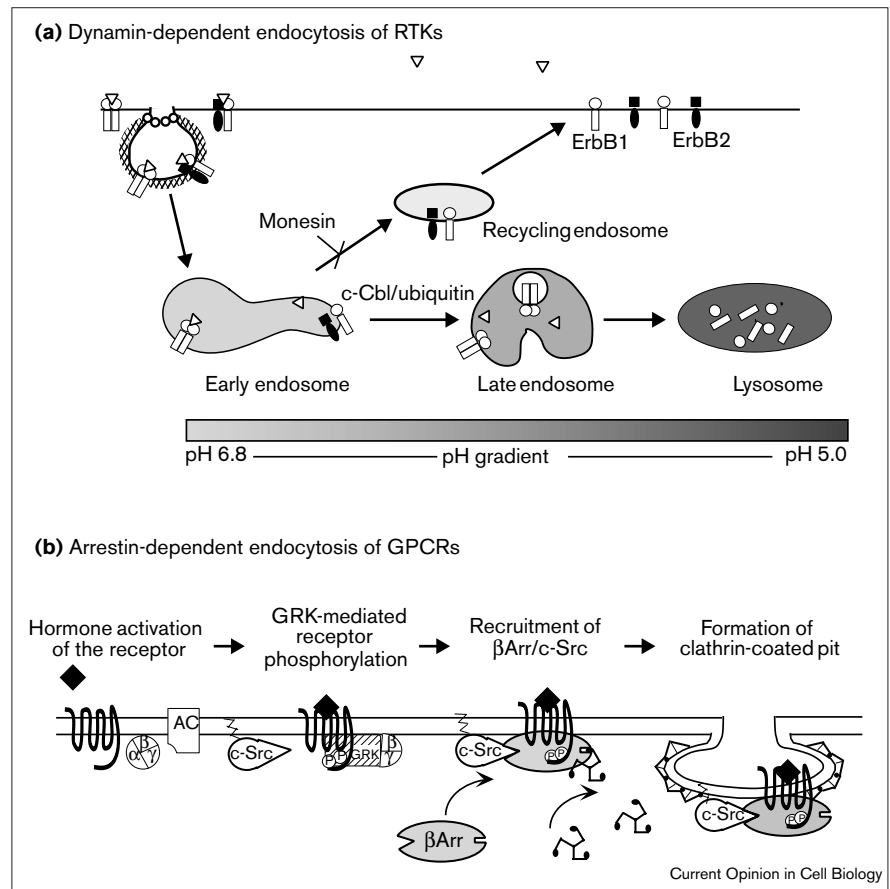 (a) Dynamin-dependent endocytosis of RTKs
ErbB1
ErbB2
Monesin
Recycling endosome
c-Cbl/ubiquitin
Early endosome
Late endosome
Lysosome
pH 6.8
pH gradient
pH 5.0
(b) Arrestin-dependent endocytosis of GPCRs
Hormone activation
of the receptor
GRK-mediated
receptor
phosphorylation
Recruitment of
βArr/c-Src
Formation of
clathrin-coated pit
α
β
γ
AC
c-Src
P
P
GRK
β
γ
c-Src
P
P
βArr
c-Src
P
P
Current Opinion in Cell Biology